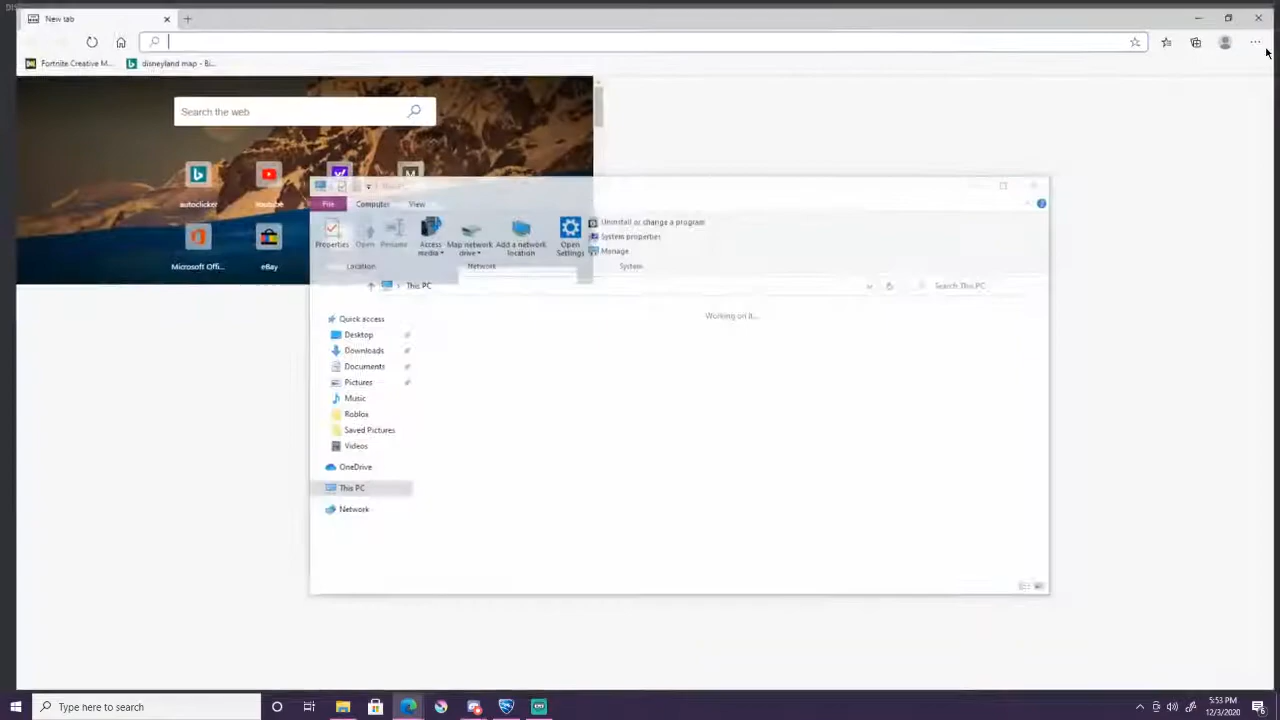 New tab
Fortnite Creative M...
disneyland map - Bi...
Search the web
autoclicker
Youtube
Microsoft Offi...
eBay
File
Computer
View
Properties
Open
Rename
Access media
Map network drive
Add a network location
Open Settings
Uninstall or change a program
System properties
Manage
Location
Network
System
This PC
Search This PC
Working on it...
Quick access
Desktop
Downloads
Documents
Pictures
Music
Roblox
Saved Pictures
Videos
OneDrive
This PC
Network
Type here to search
5:53 PM
12/3/2020